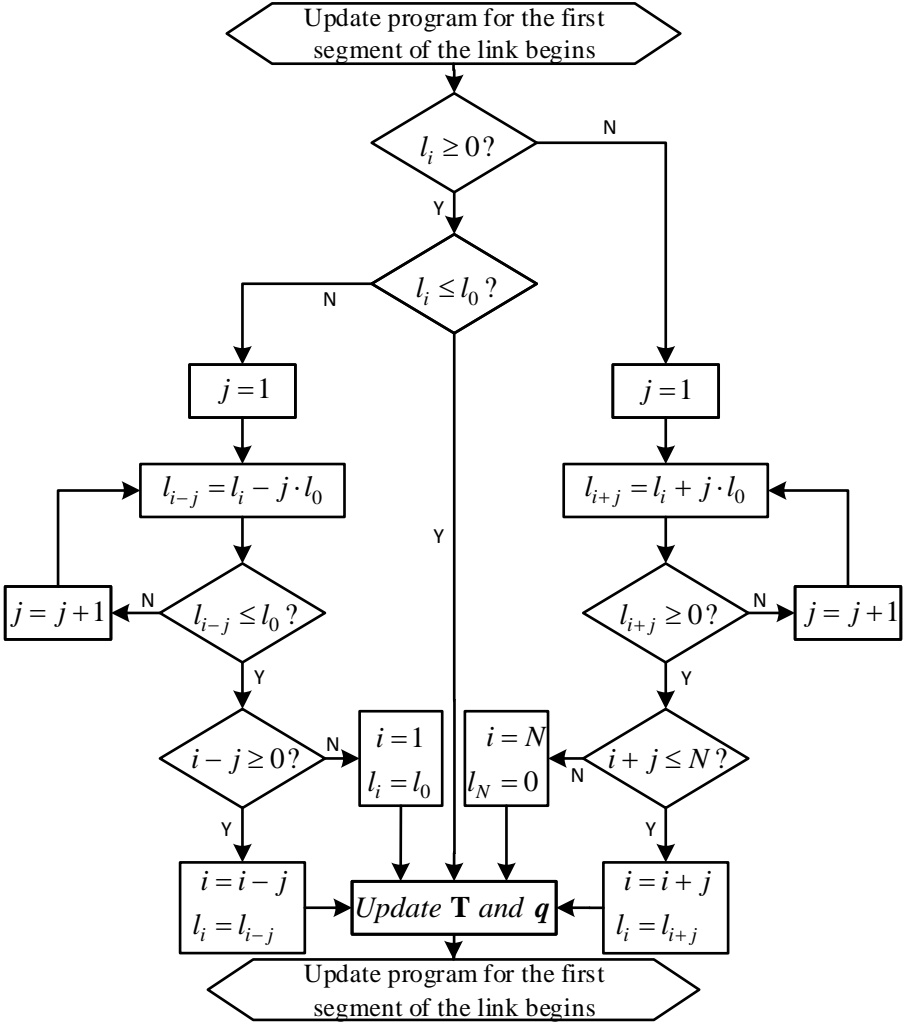 Update program for the first
segment of the link begins
l_i ≥ 0?
N
Y
l_i ≤ l_0?
N
j = 1
j = 1
l_{i-j} = l_i - j·l_0
l_{i+j} = l_i + j·l_0
Y
j = j+1
N
l_{i-j} ≤ l_0?
l_{i+j} ≥ 0?
N
j = j+1
Y
Y
i - j ≥ 0?
N
i = 1
l_i = l_0
i = N
l_N = 0
N
i + j ≤ N?
Y
Y
i = i - j
l_i = l_{i-j}
Update T and q
i = i + j
l_i = l_{i+j}
Update program for the first
segment of the link begins